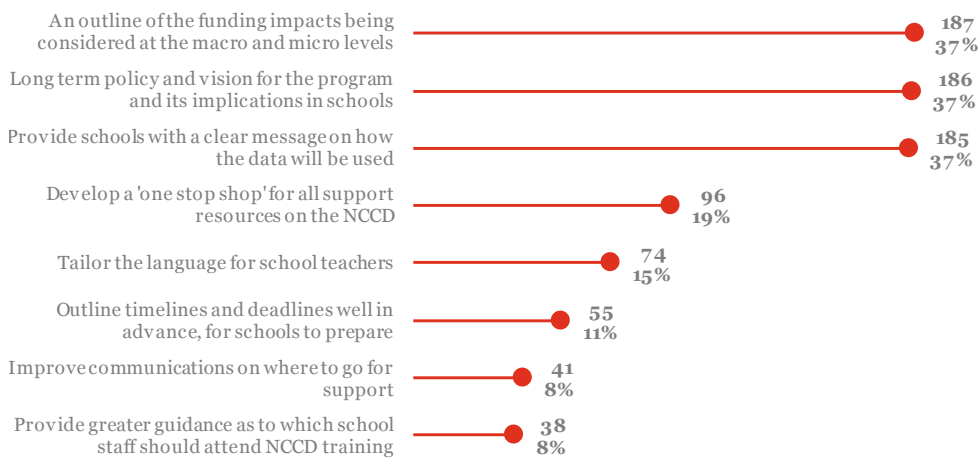 An outline of the funding impacts being
considered at the macro and micro levels
187
37%
Long term policy and vision for the program
and its implications in schools
186
37%
Provide schools with a clear message on how
the data will be used
185
37%
Develop a 'one stop shop' for all support
resources on the NCCD
96
19%
Tailor the language for school teachers
74
15%
Outline timelines and deadlines well in
advance, for schools to prepare
55
11%
Improve communications on where to go for
support
41
8%
Provide greater guidance as to which school
staff should attend NCCD training
38
8%